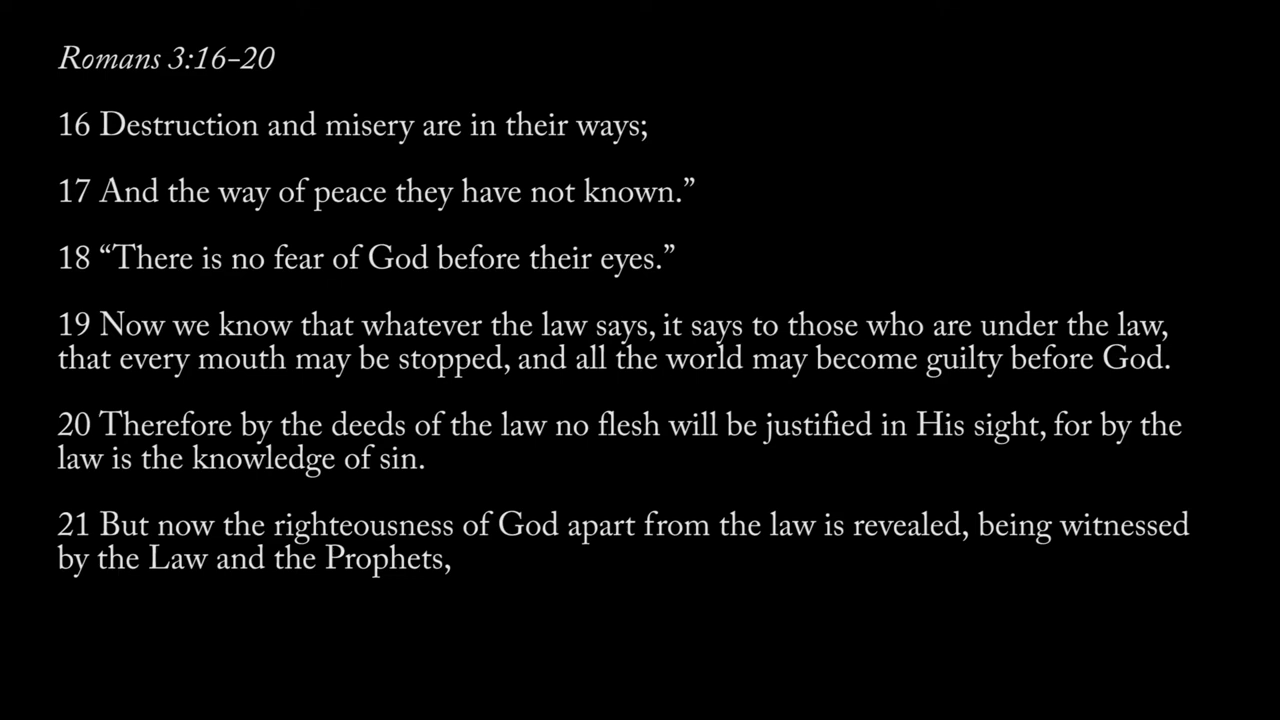 Romans 3:16-20
16 Destruction and misery are in their ways;
17 And the way of peace they have not known.”
18 “There is no fear of God before their eyes.”
19 Now we know that whatever the law says, it says to those who are under the law,
that every mouth may be stopped, and all the world may become guilty before God.
20 Therefore by the deeds of the law no flesh will be justified in His sight, for by the
law is the knowledge of sin.
21 But now the righteousness of God apart from the law is revealed, being witnessed
by the Law and the Prophets,